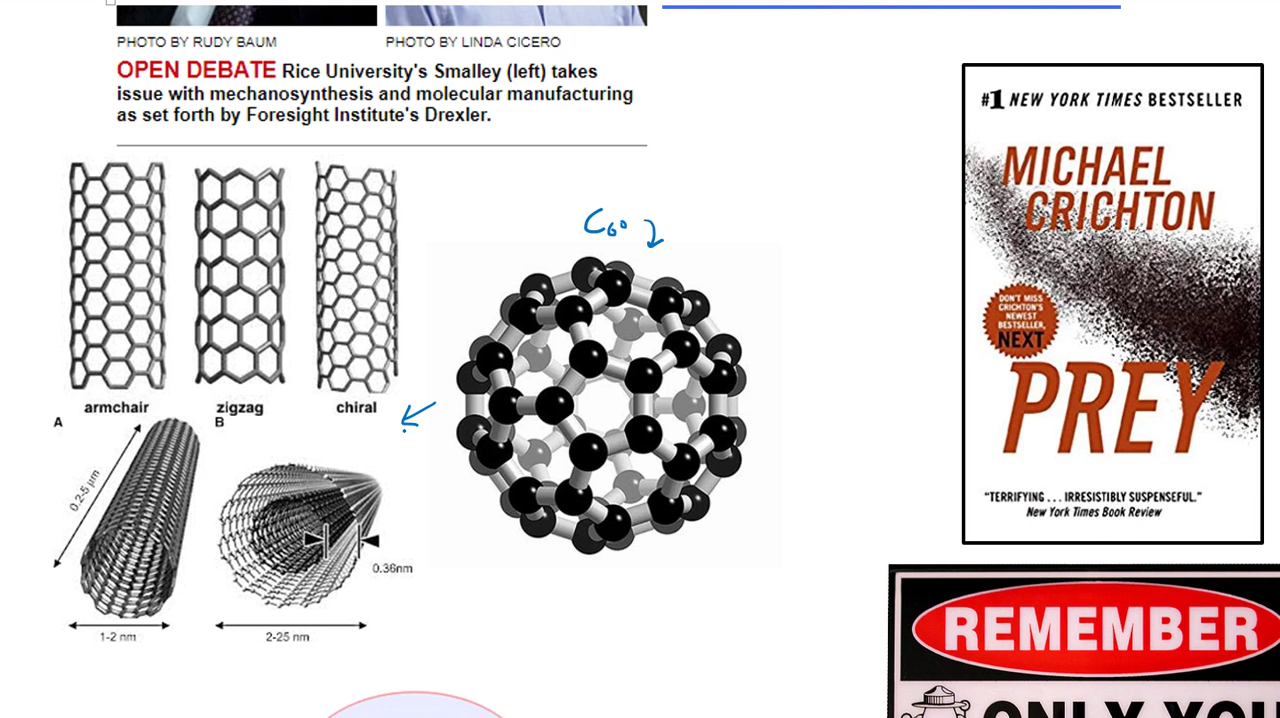 PHOTO BY RUDY BAUM
PHOTO BY LINDA CICERO
OPEN DEBATE Rice University's Smalley (left) takes
issue with mechanosynthesis and molecular manufacturing
as set forth by Foresight Institute's Drexler.
armchair
zigzag
chiral
A
B
0.2-5 µm
1-2 nm
2-25 nm
0.36nm
C60
#1 NEW YORK TIMES BESTSELLER
MICHAEL
CRICHTON
DON'T MISS
CRICHTON'S
NEWEST
BESTSELLER,
NEXT
PREY
"TERRIFYING . . . IRRESISTIBLY SUSPENSEFUL."
New York Times Book Review
REMEMBER
ONLY YOU